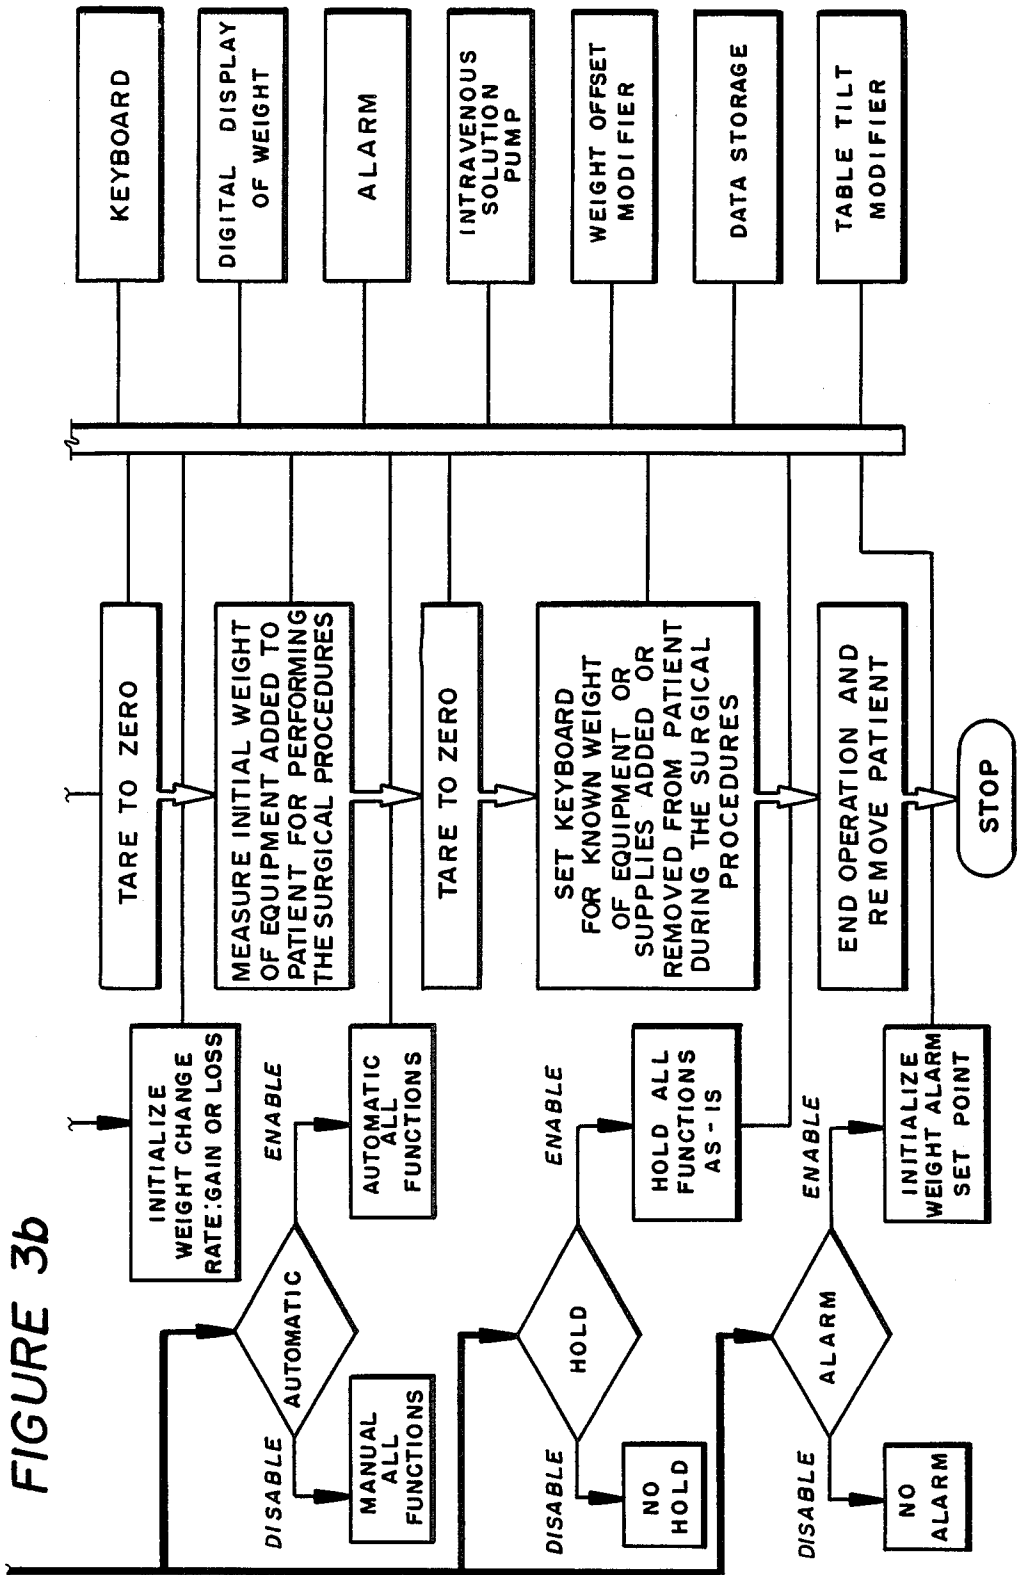 FIGURE 3b
INITIALIZE
WEIGHT CHANGE
RATE:GAIN OR LOSS
AUTOMATIC
ENABLE
DISABLE
AUTOMATIC
ALL
FUNCTIONS
MANUAL
ALL
FUNCTIONS
HOLD
ENABLE
DISABLE
HOLD ALL
FUNCTIONS
AS-IS
NO
HOLD
ALARM
ENABLE
DISABLE
INITIALIZE
WEIGHT ALARM
SET POINT
NO
ALARM
TARE TO ZERO
MEASURE INITIAL WEIGHT
OF EQUIPMENT ADDED TO
PATIENT FOR PERFORMING
THE SURGICAL PROCEDURES
TARE TO ZERO
SET KEYBOARD
FOR KNOWN WEIGHT
OF EQUIPMENT OR
SUPPLIES ADDED OR
REMOVED FROM PATIENT
DURING THE SURGICAL
PROCEDURES
END OPERATION AND
REMOVE PATIENT
STOP
KEYBOARD
DIGITAL DISPLAY
OF WEIGHT
ALARM
INTRAVENOUS
SOLUTION
PUMP
WEIGHT OFFSET
MODIFIER
DATA STORAGE
TABLE TILT
MODIFIER